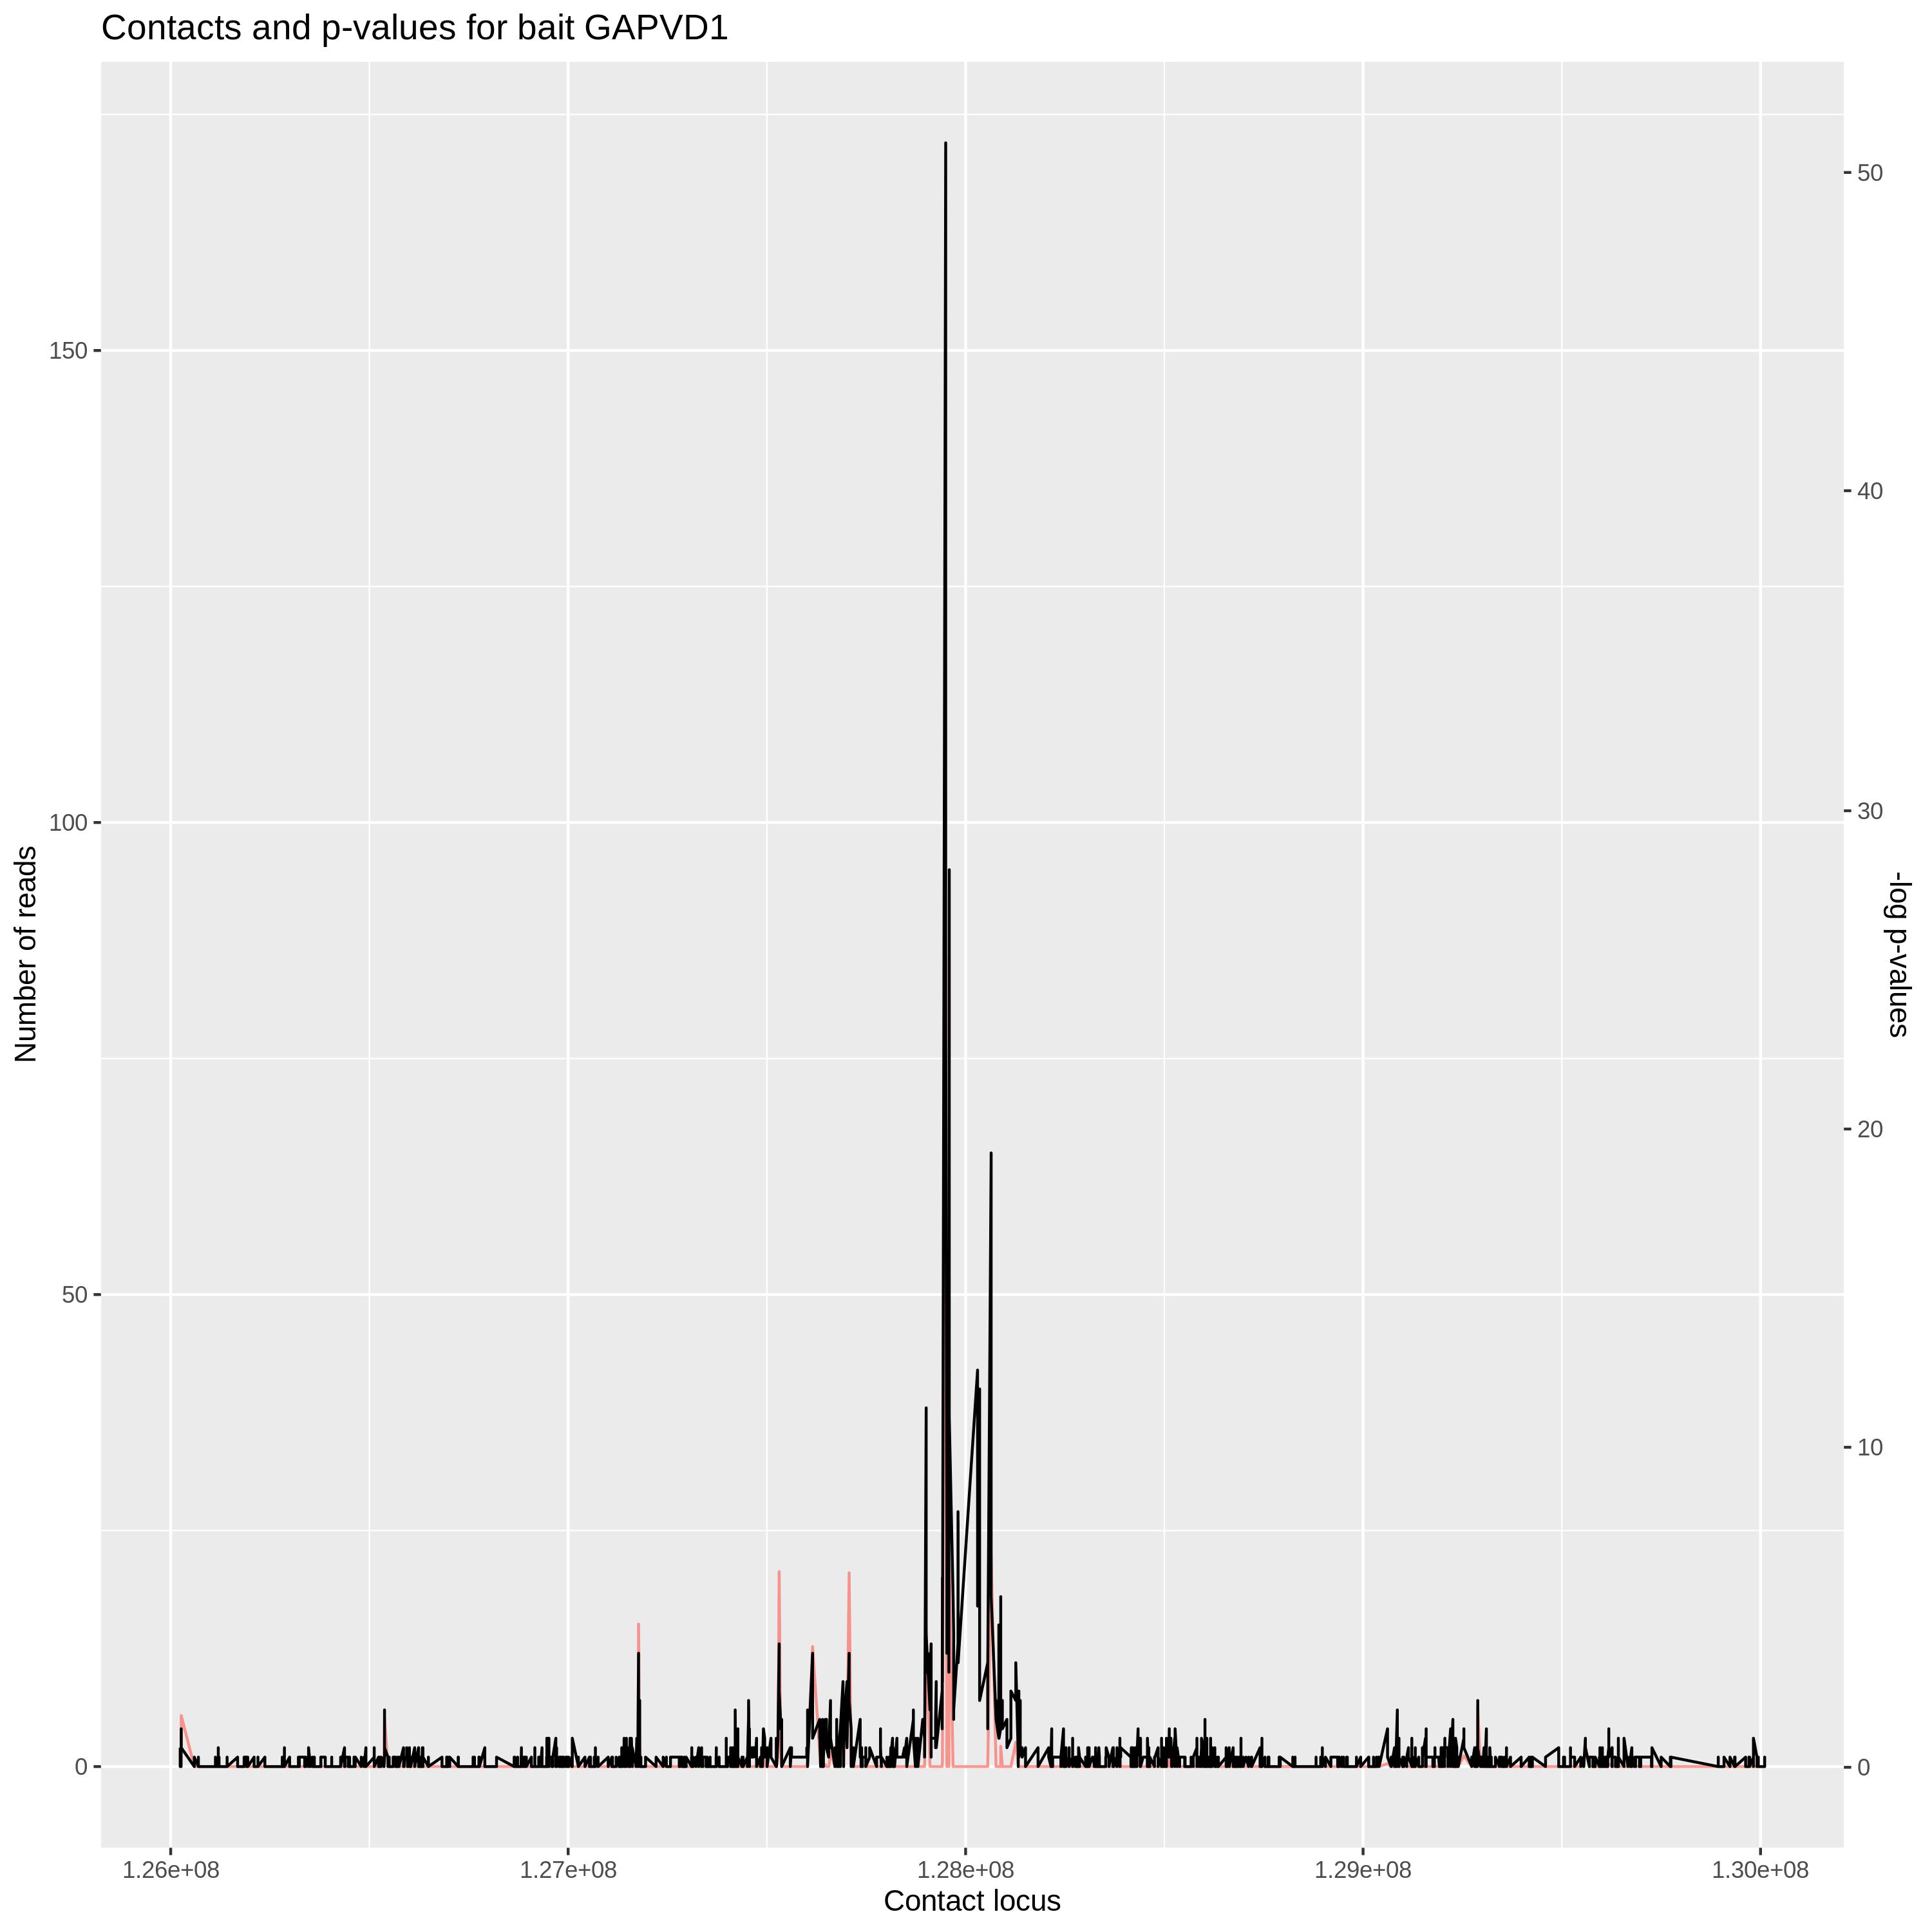 Contacts and p-values for bait GAPVD1
Number of reads
150
100
50
0
50
40
30
20
10
0
-log p-values
1.26e+08 1.27e+08 1.28e+08 1.29e+08 1.30e+08
Contact locus